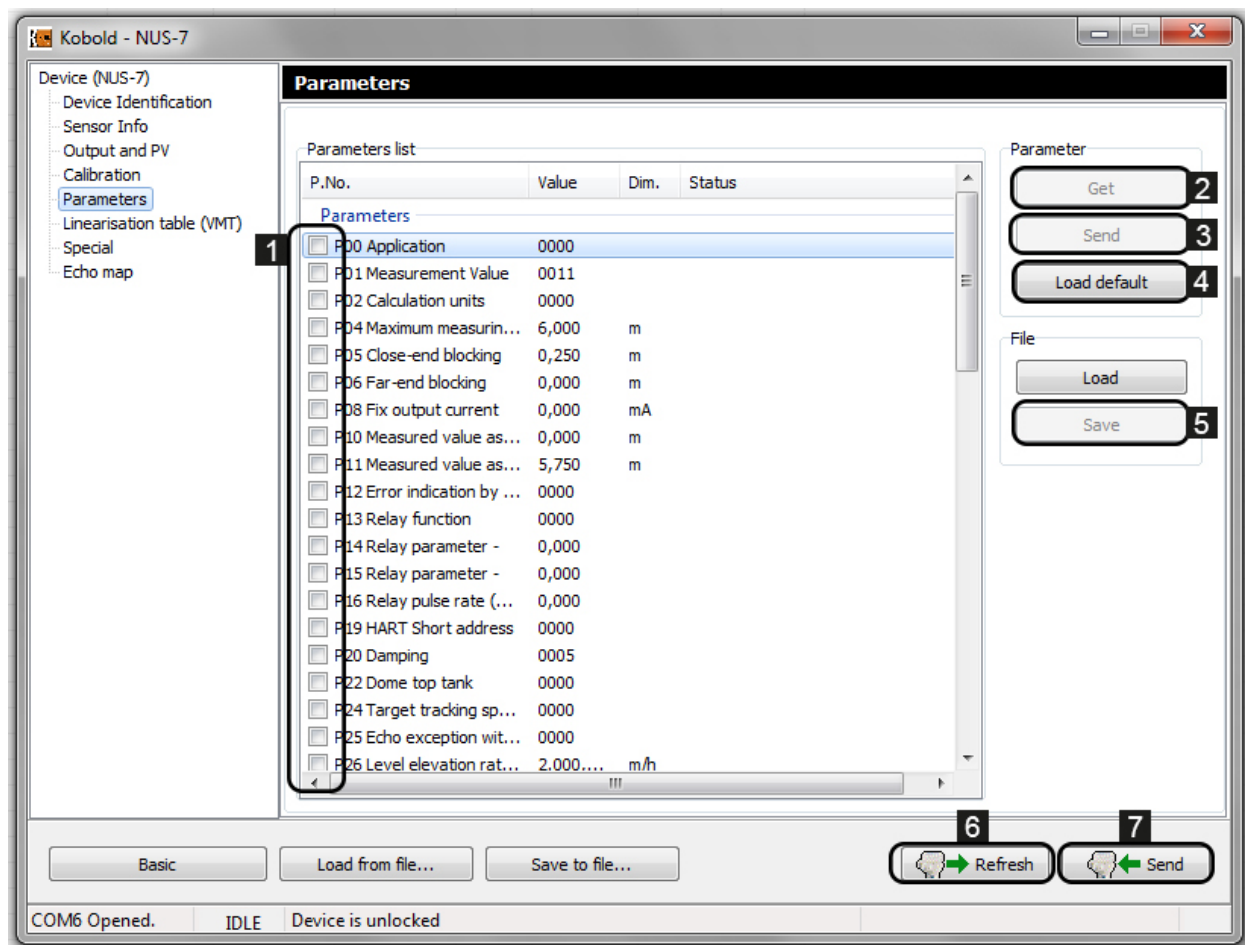 Kobold - NUS-7
Device (NUS-7)
Device Identification
Sensor Info
Output and PV
Calibration
Parameters
Linearisation table (VMT)
Special
Echo map
Parameters
Parameters list
P.No. Value Dim. Status
Parameters
1
P00 Application 0000
P01 Measurement Value 0011
P02 Calculation units 0000
P04 Maximum measurin... 6,000 m
P05 Close-end blocking 0,250 m
P06 Far-end blocking 0,000 m
P08 Fix output current 0,000 mA
P10 Measured value as... 0,000 m
P11 Measured value as... 5,750 m
P12 Error indication by ... 0000
P13 Relay function 0000
P14 Relay parameter - 0,000
P15 Relay parameter - 0,000
P16 Relay pulse rate (... 0,000
P19 HART Short address 0000
P20 Damping 0005
P22 Dome top tank 0000
P24 Target tracking sp... 0000
P25 Echo exception wit... 0000
P26 Level elevation rat... 2.000.... m/h
Parameter
Get 2
Send 3
Load default 4
File
Load
Save 5
6 7
Basic Load from file... Save to file... Refresh Send
COM6 Opened. IDLE Device is unlocked